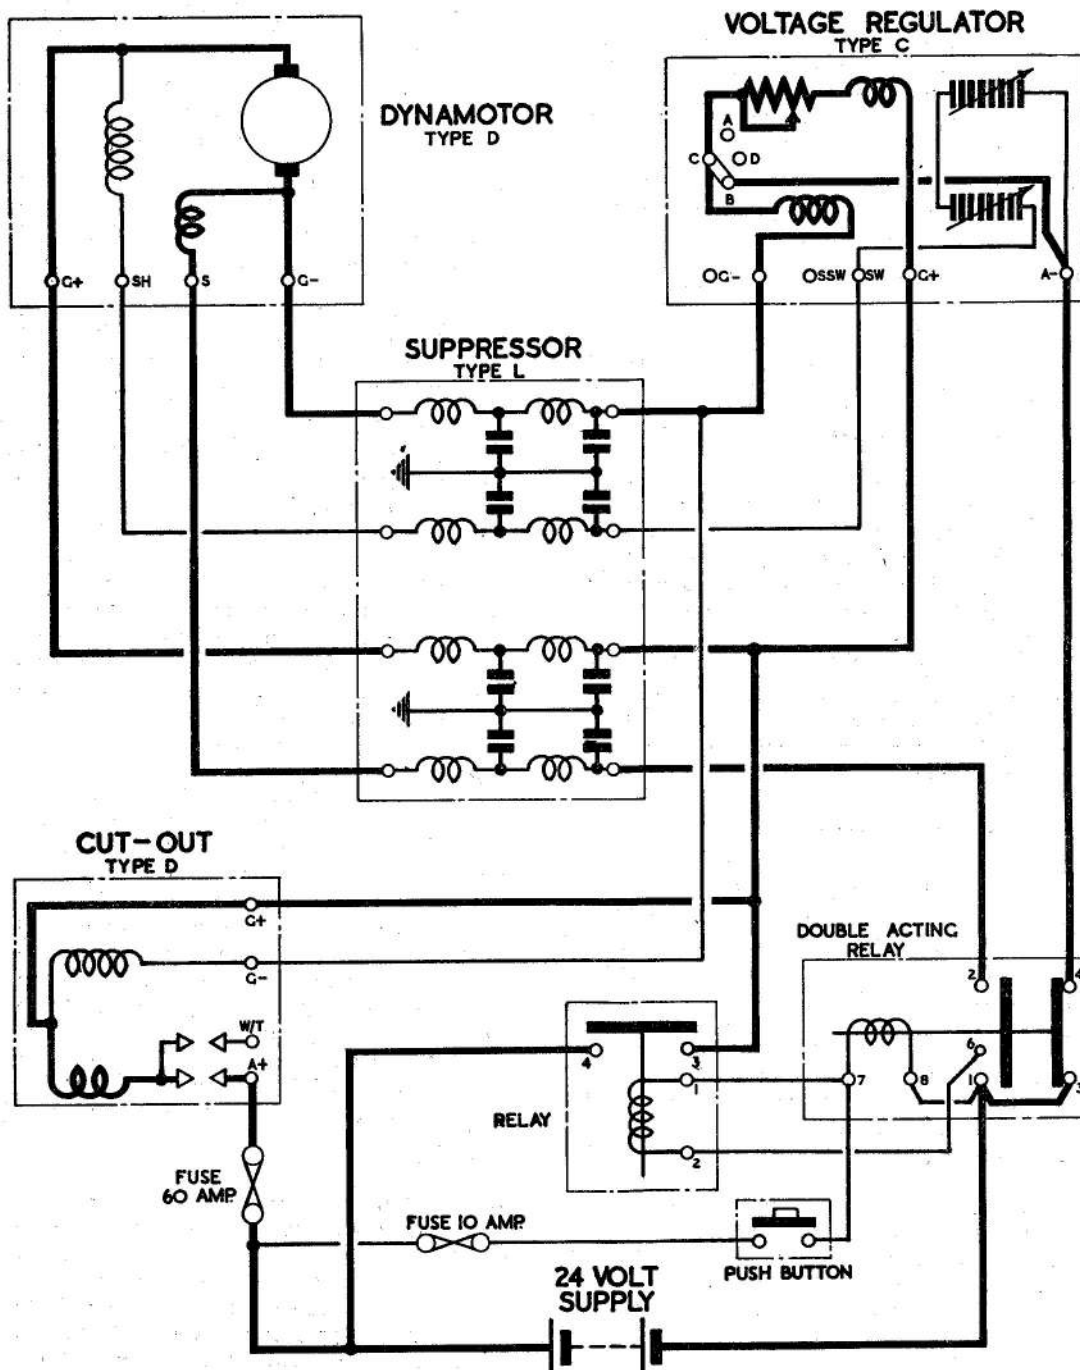 VOLTAGE REGULATOR
TYPE C
DYNAMOTOR
TYPE D
A
C
D
B
G+
SH
S
G-
G-
SSW
SW
G+
A-
SUPPRESSOR
TYPE L
CUT-OUT
TYPE D
G+
G-
W/T
A+
DOUBLE ACTING
RELAY
2
4
6
7
8
1
3
4
3
1
RELAY
2
FUSE
60 AMP.
FUSE 10 AMP.
PUSH BUTTON
24 VOLT
SUPPLY